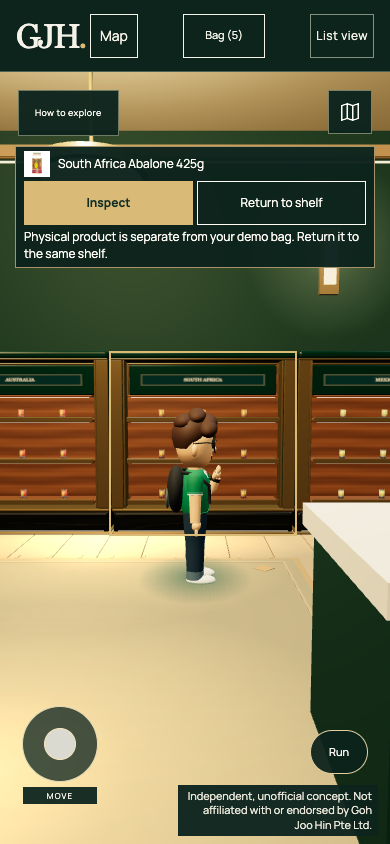 GJH.
Map
Bag (5)
List view
How to explore
South Africa Abalone 425g
Inspect
Return to shelf
Physical product is separate from your demo bag. Return it to
the same shelf.
AUSTRALIA
SOUTH AFRICA
Run
MOVE
Independent, unofficial concept. Not
affiliated with or endorsed by Goh
Joo Hin Pte Ltd.